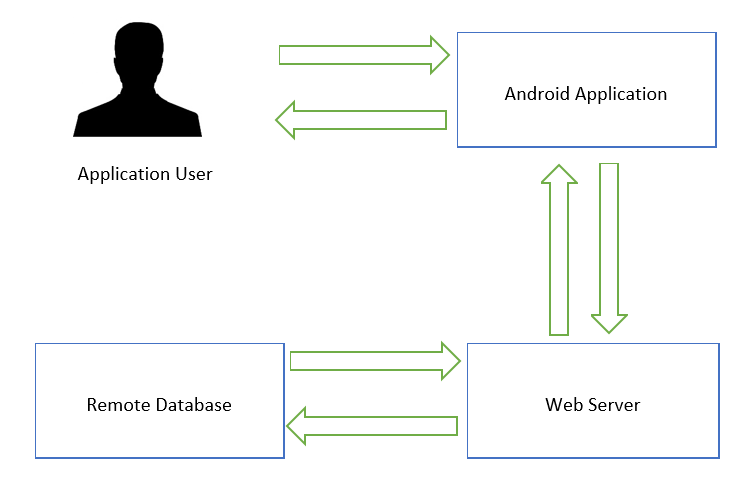 Android Application
Application User
Remote Database
Web Server